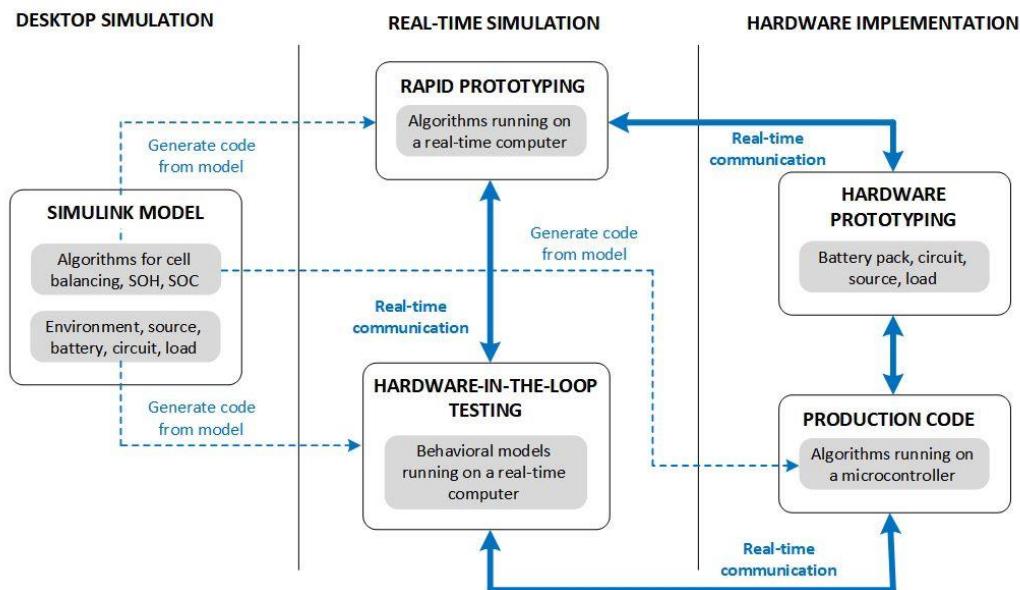 DESKTOP SIMULATION
REAL-TIME SIMULATION
HARDWARE IMPLEMENTATION
SIMULINK MODEL
Algorithms for cell
balancing, SOH, SOC
Environment, source,
battery, circuit, load
Generate code
from model
Generate code
from model
RAPID PROTOTYPING
Algorithms running on
a real-time computer
Generate code
from model
Real-time
communication
HARDWARE-IN-THE-LOOP
TESTING
Behavioral models
running on a real-time
computer
Real-time
communication
HARDWARE
PROTOTYPING
Battery pack, circuit,
source, load
PRODUCTION CODE
Algorithms running on
a microcontroller
Real-time
communication